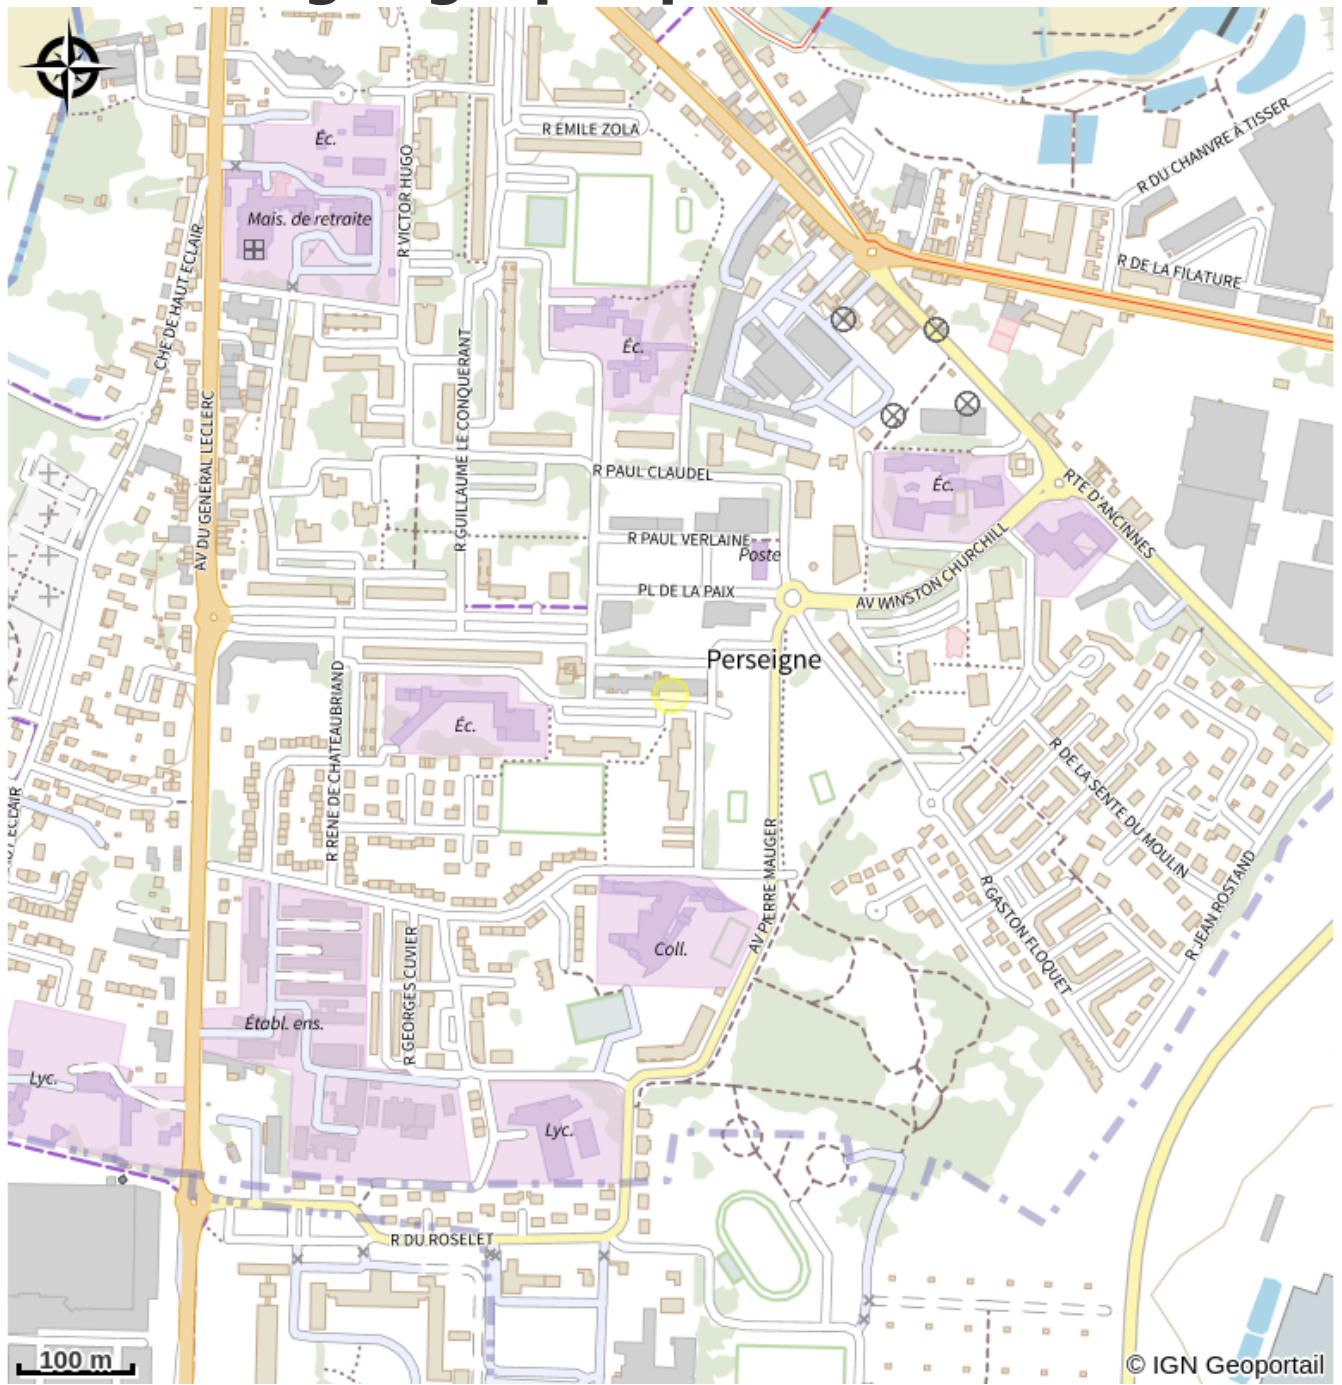 R EMILE ZOLA
R DU CHANVRE À TISSER
Éc.
R VICTOR HUGO
Mais. de retraite
CHE DE HAUT ECLAIR
R DE LA FILATURE
Éc.
R GUILLAUME LE CONQUERANT
AV DU GENERAL LECLERC
R PAUL CLAUDEL
Éc.
RTE D'ANCINNES
R PAUL VERLAINE
Poste
PL DE LA PAIX
AV WINSTON CHURCHILL
Perseigne
R RENE DE CHATEAUBRIAND
Éc.
R DE LA SENTE DU MOULIN
AV PIERRE MAUGER
R GASTON FLOQUET
R JEAN ROSTAND
Coll.
R GEORGES CUVIER
Établ. ens.
Lyc.
Lyc.
R DU ROSELET
100 m
© IGN Geoportail